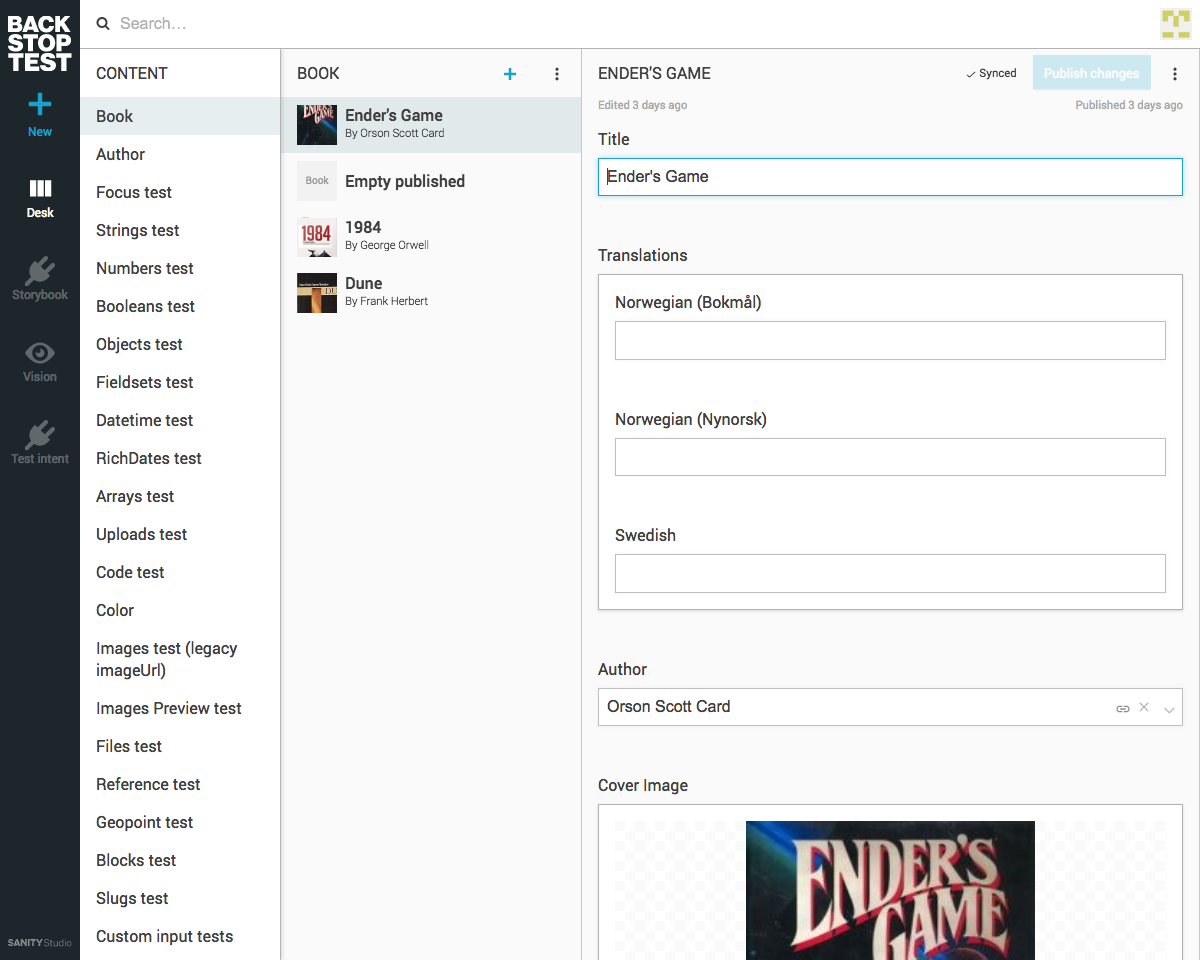 BACK
STOP
TEST
New
Desk
Storybook
Vision
Test intent
SANITY Studio
Search...
CONTENT
Book
Author
Focus test
Strings test
Numbers test
Booleans test
Objects test
Fieldsets test
Datetime test
RichDates test
Arrays test
Uploads test
Code test
Color
Images test (legacy
imageUrl)
Images Preview test
Files test
Reference test
Geopoint test
Blocks test
Slugs test
Custom input tests
BOOK
Ender's Game
By Orson Scott Card
Book
Empty published
1984
1984
By George Orwell
Dune
By Frank Herbert
ENDER'S GAME
Synced
Publish changes
Edited 3 days ago
Published 3 days ago
Title
Ender's Game
Translations
Norwegian (Bokmål)
Norwegian (Nynorsk)
Swedish
Author
Orson Scott Card
Cover Image
ENDER'S
GAME